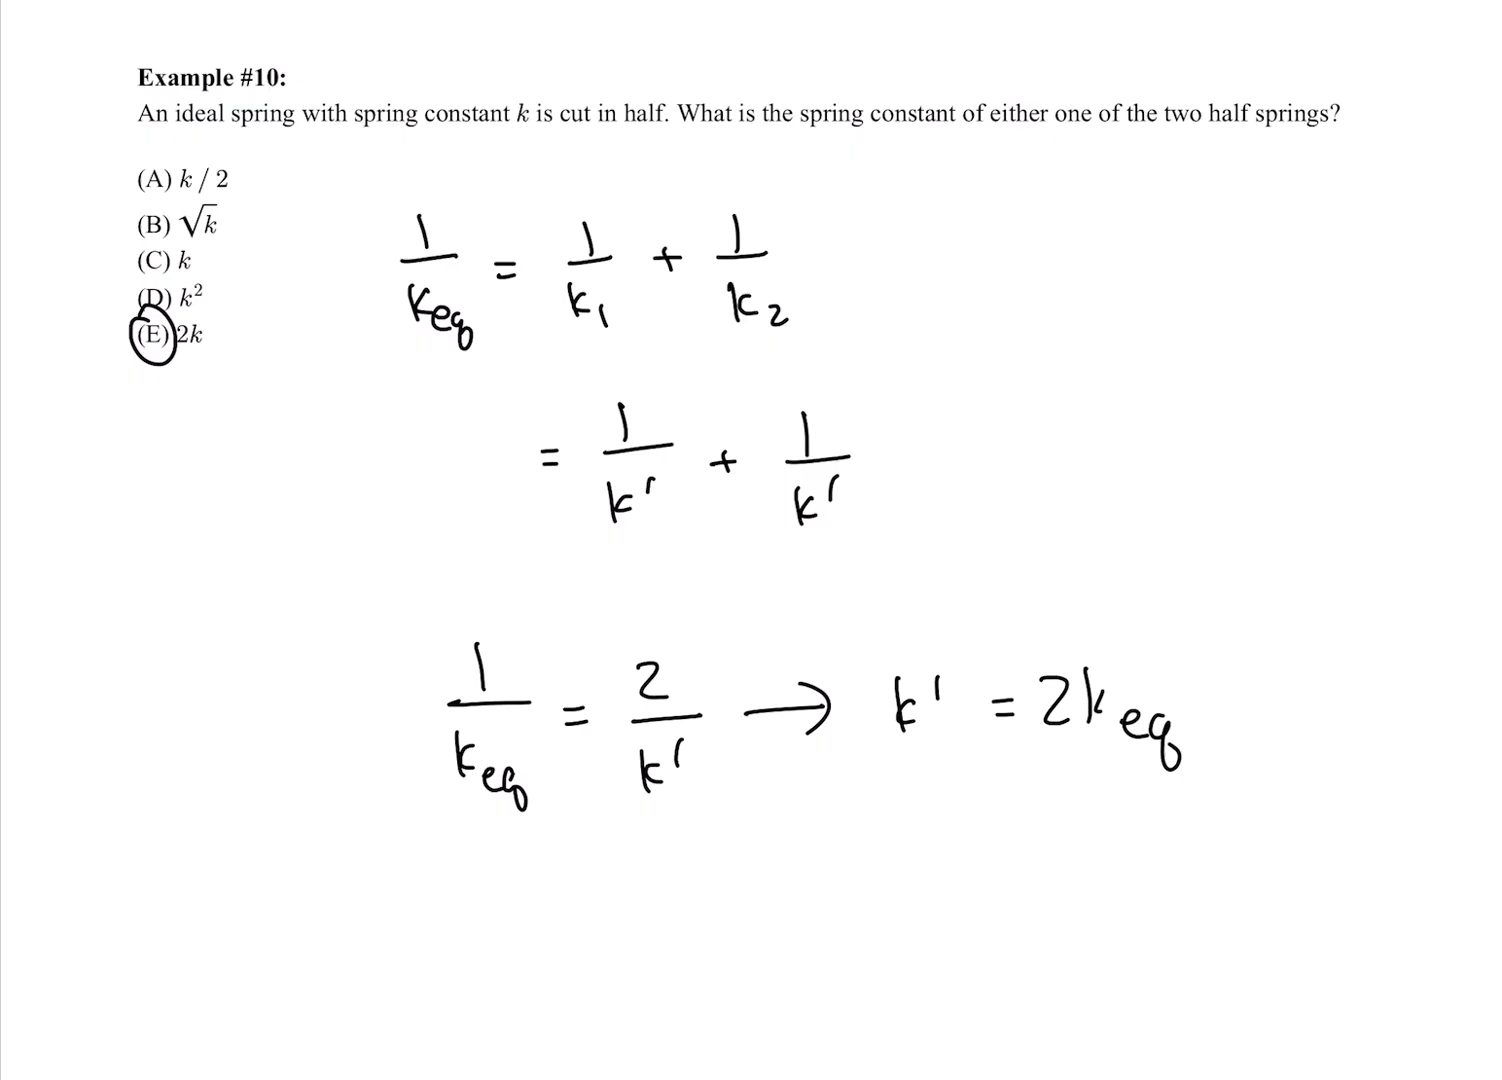 Example #10:
An ideal spring with spring constant k is cut in half. What is the spring constant of either one of the two half springs?
(A) k / 2
(B) √k
(C) k
(D) k²
(E) 2k
1/keq = 1/k₁ + 1/k₂
= 1/k' + 1/k'
1/keq = 2/k' → k' = 2keq